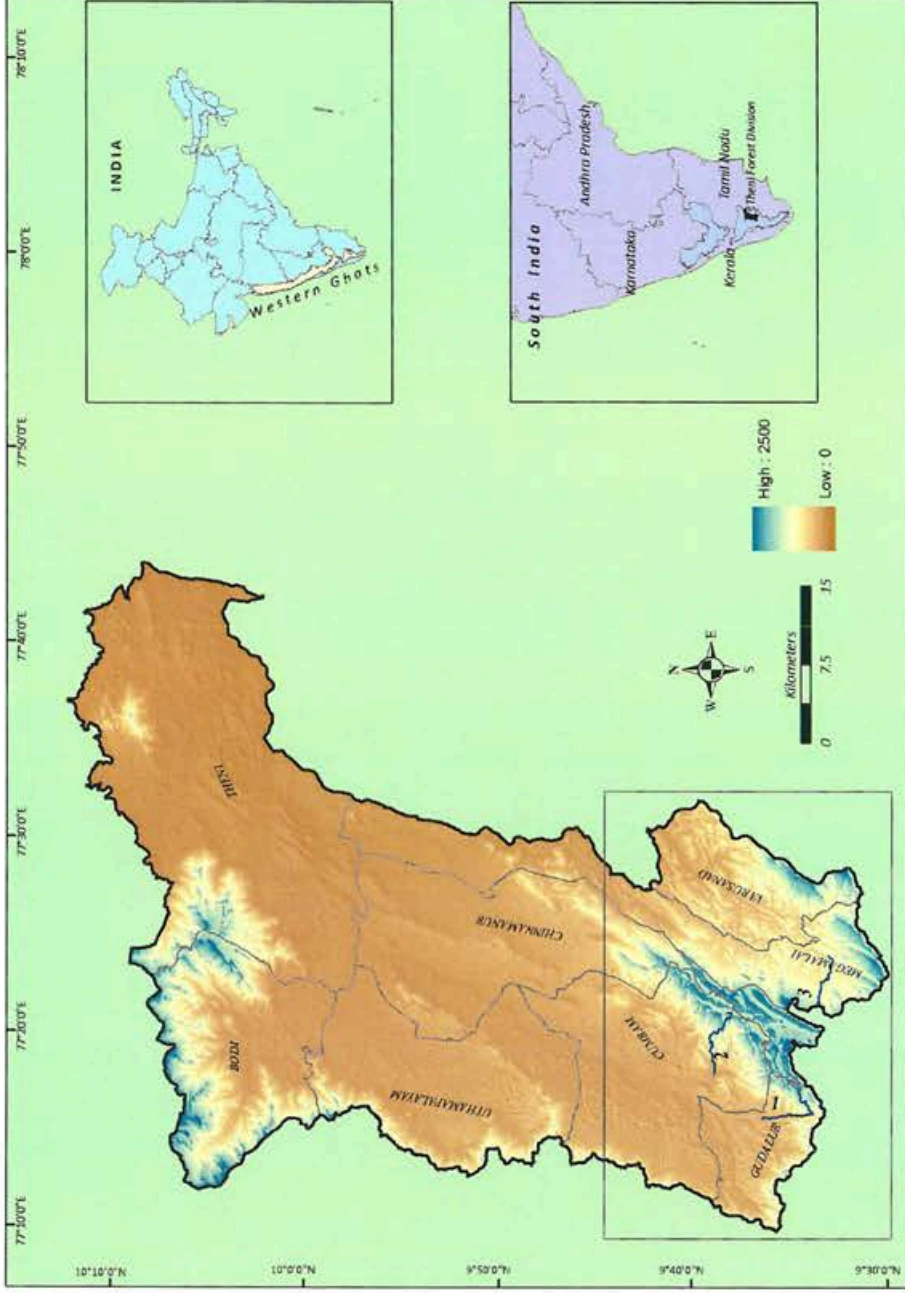 77°10'0"E
77°20'0"E
77°30'0"E
77°40'0"E
77°50'0"E
78°0'0"E
78°10'0"E
10°10'0"N
10°0'0"N
9°50'0"N
9°40'0"N
9°30'0"N
BODI
THENI
UTHAMAPALAYAM
CHINNAMANUR
CUMBAM
GUDALUR
MEGAMALAI
VARUSANAD
1
2
3
N
W
E
S
Kilometers
0
7.5
15
High : 2500
Low : 0
INDIA
Western Ghats
South India
Andhra Pradesh
Karnataka
Tamil Nadu
Kerala
Theni Forest Division